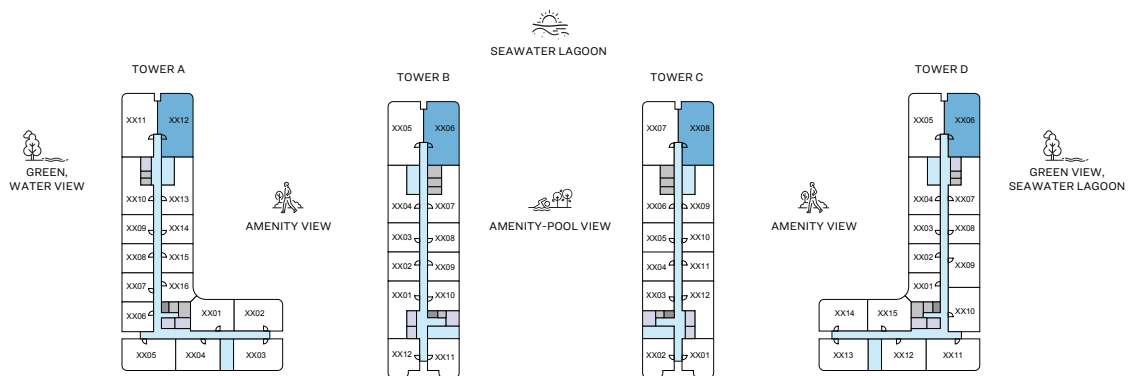 SEAWATER LAGOON
TOWER A
TOWER B
TOWER C
TOWER D
GREEN,
WATER VIEW
AMENITY VIEW
AMENITY-POOL VIEW
AMENITY VIEW
GREEN VIEW,
SEAWATER LAGOON
XX11 XX12
XX10 XX13
XX09 XX14
XX08 XX15
XX07 XX16
XX06 XX01 XX02
XX05 XX04 XX03
XX05 XX06
XX04 XX07
XX03 XX08
XX02 XX09
XX01 XX10
XX12 XX11
XX07 XX08
XX06 XX09
XX05 XX10
XX04 XX11
XX03 XX12
XX02 XX01
XX05 XX06
XX04 XX07
XX03 XX08
XX02 XX09
XX01
XX14 XX15 XX10
XX13 XX12 XX11